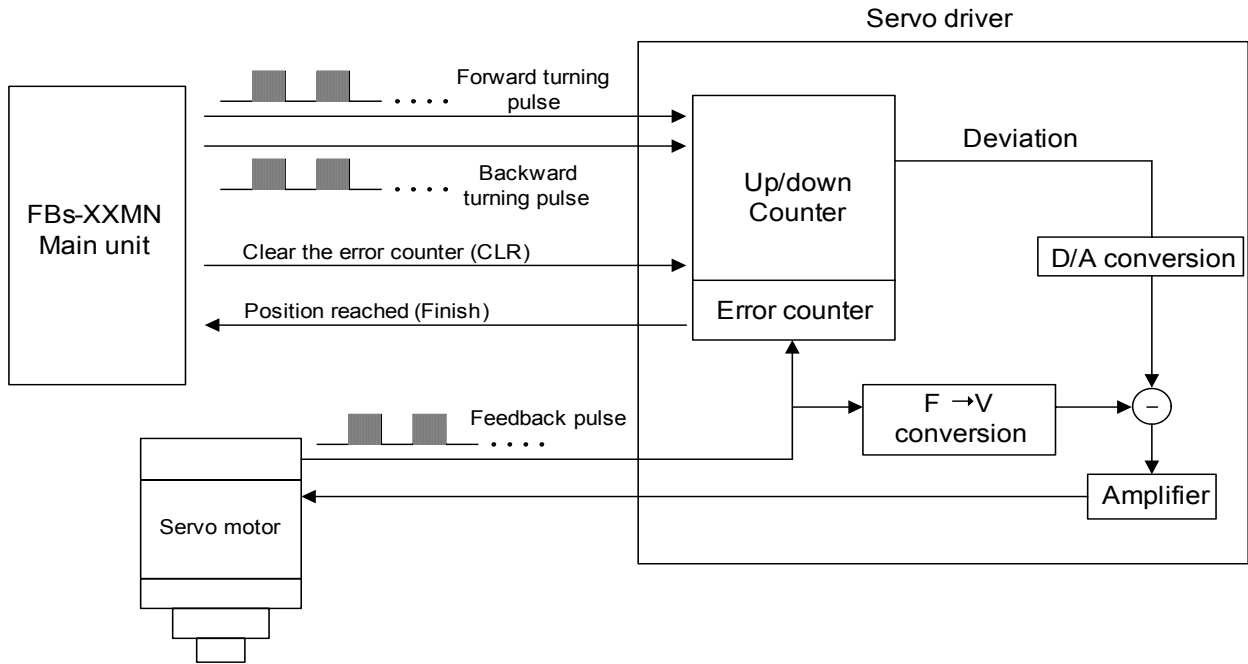 Servo driver
Forward turning
pulse
Backward
turning pulse
FBs-XXMN
Main unit
Clear the error counter (CLR)
Position reached (Finish)
Up/down
Counter
Error counter
Deviation
D/A conversion
F →V
conversion
−
Amplifier
Feedback pulse
Servo motor